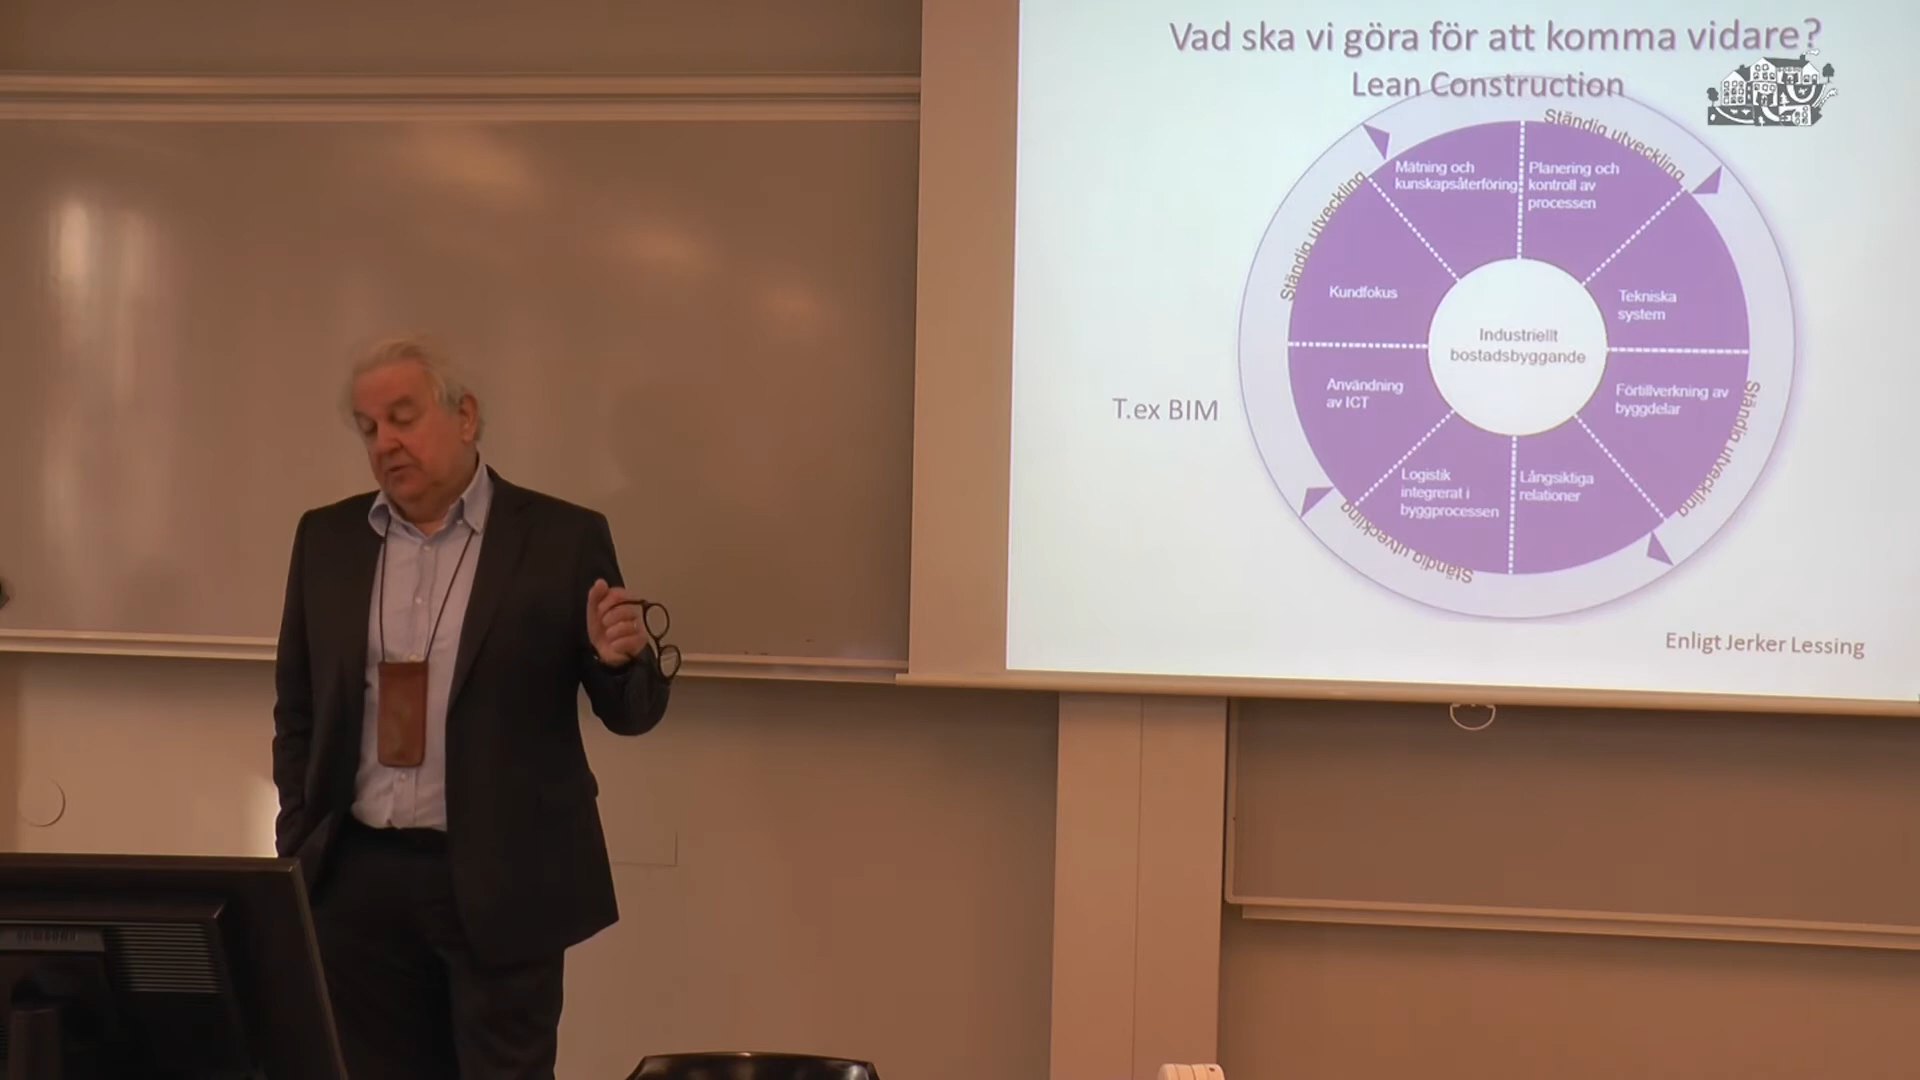 Vad ska vi göra för att komma vidare?
Lean Construction
Ständig utveckling
Ständig utveckling
Mätning och
kunskapsåterföring
Planering och
kontroll av
processen
Kundfokus
Tekniska
system
Industriellt
bostadsbyggande
Användning
av ICT
Förtillverkning av
byggdelar
T.ex BIM
Logistik
integrerat i
byggprocessen
Långsiktiga
relationer
Ständig utveckling
Ständig utveckling
Enligt Jerker Lessing